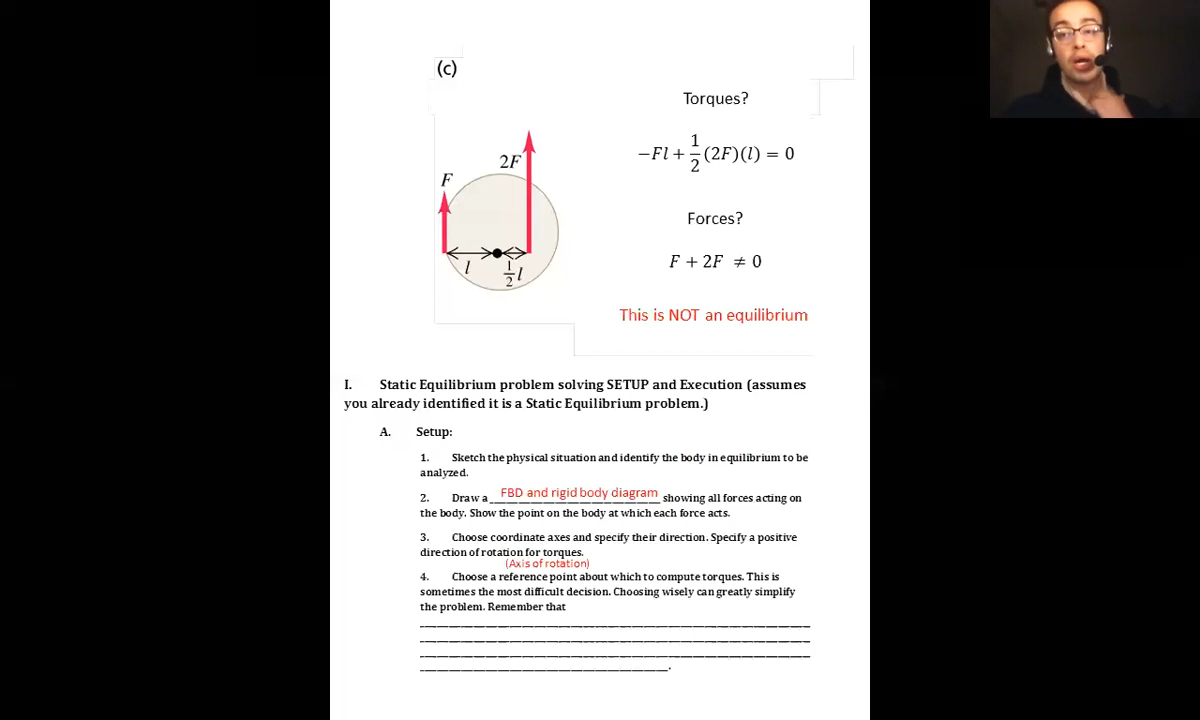 (c)
Torques?
−Fl + 1/2 (2F)(l) = 0
2F
F
Forces?
F + 2F ≠ 0
l
1/2 l
This is NOT an equilibrium
I. Static Equilibrium problem solving SETUP and Execution (assumes
you already identified it is a Static Equilibrium problem.)
A. Setup:
1. Sketch the physical situation and identify the body in equilibrium to be
analyzed.
2. Draw a FBD and rigid body diagram showing all forces acting on
the body. Show the point on the body at which each force acts.
3. Choose coordinate axes and specify their direction. Specify a positive
direction of rotation for torques.
(Axis of rotation)
4. Choose a reference point about which to compute torques. This is
sometimes the most difficult decision. Choosing wisely can greatly simplify
the problem. Remember that